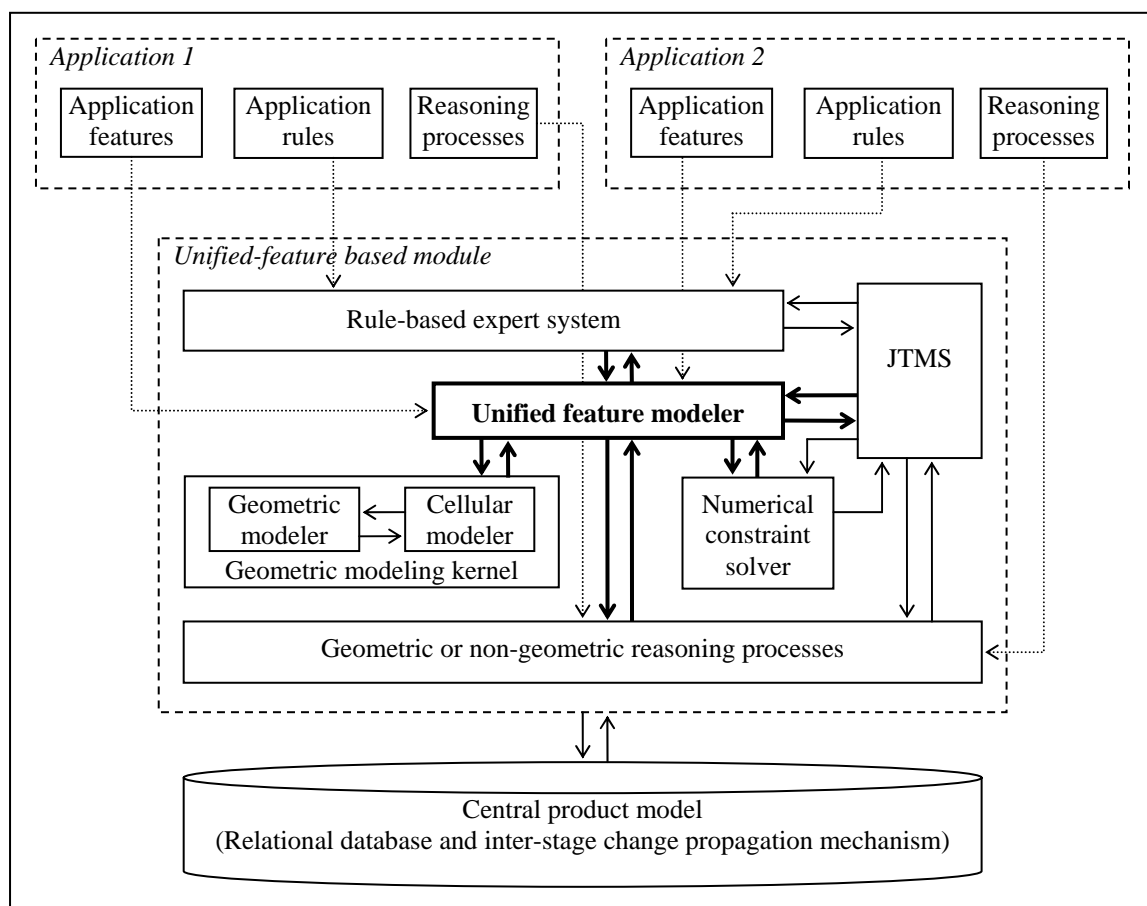 Application 1
Application 2
Application
features
Application
rules
Reasoning
processes
Application
features
Application
rules
Reasoning
processes
Unified-feature based module
Rule-based expert system
JTMS
Unified feature modeler
Geometric
modeler
Cellular
modeler
Geometric modeling kernel
Numerical
constraint
solver
Geometric or non-geometric reasoning processes
Central product model
(Relational database and inter-stage change propagation mechanism)